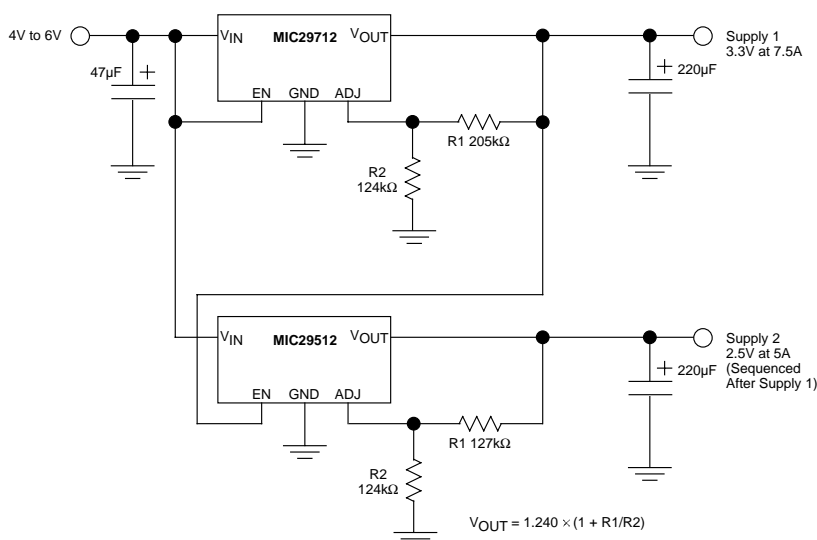 4V to 6V
VIN
MIC29712
VOUT
Supply 1
3.3V at 7.5A
47µF
+
+
220µF
EN
GND
ADJ
R1 205kΩ
R2
124kΩ
VIN
MIC29512
VOUT
Supply 2
2.5V at 5A
(Sequenced
After Supply 1)
+
220µF
EN
GND
ADJ
R1 127kΩ
R2
124kΩ
VOUT = 1.240 × (1 + R1/R2)